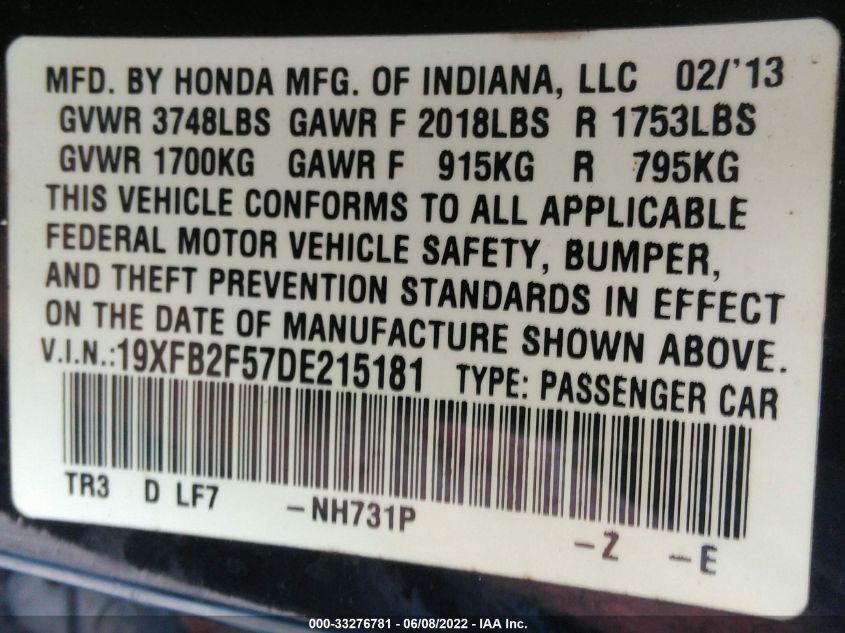 MFD. BY HONDA MFG. OF INDIANA, LLC 02/'13
GVWR 3748LBS GAWR F 2018LBS R 1753LBS
GVWR 1700KG GAWR F 915KG R 795KG
THIS VEHICLE CONFORMS TO ALL APPLICABLE
FEDERAL MOTOR VEHICLE SAFETY, BUMPER,
AND THEFT PREVENTION STANDARDS IN EFFECT
ON THE DATE OF MANUFACTURE SHOWN ABOVE.
V.I.N.:19XFB2F57DE215181 TYPE: PASSENGER CAR
TR3 D LF7 -NH731P -Z -E
000-33276781 - 06/08/2022 - IAA Inc.